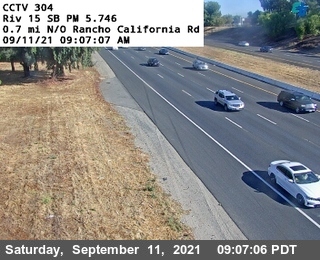 CCTV 304
Riv 15 SB PM 5.746
0.7 mi N/O Rancho California Rd
09/11/21 09:07:07 AM
Saturday, September 11, 2021 09:07:06 PDT